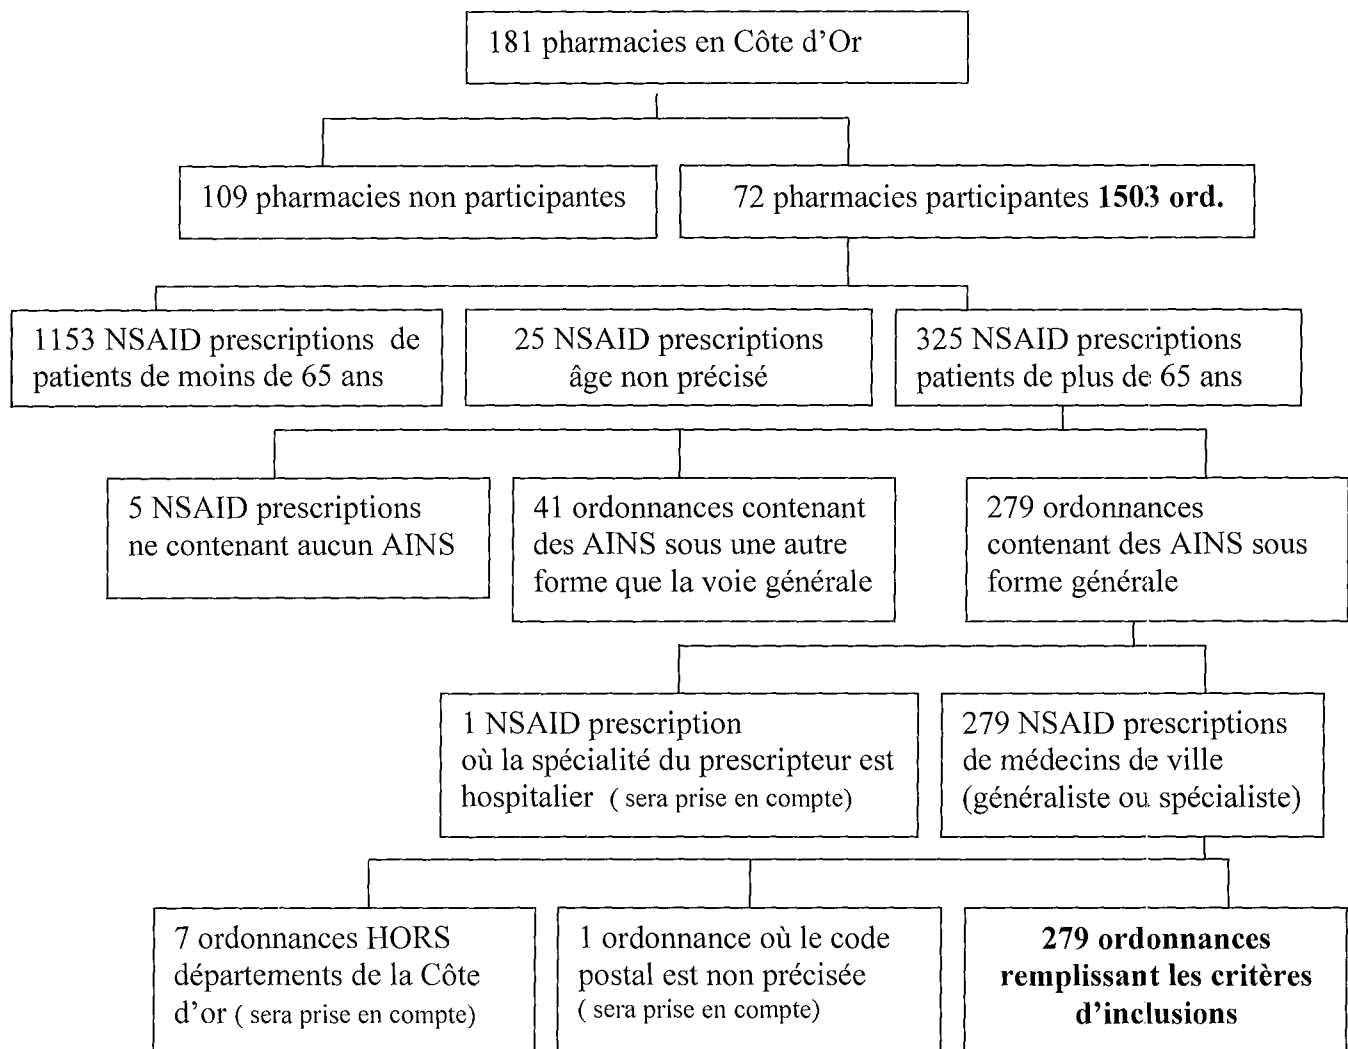 181 pharmacies en Côte d'Or
109 pharmacies non participantes
72 pharmacies participantes 1503 ord.
1153 NSAID prescriptions de
patients de moins de 65 ans
25 NSAID prescriptions
âge non précisé
325 NSAID prescriptions
patients de plus de 65 ans
5 NSAID prescriptions
ne contenant aucun AINS
41 ordonnances contenant
des AINS sous une autre
forme que la voie générale
279 ordonnances
contenant des AINS sous
forme générale
1 NSAID prescription
où la spécialité du prescripteur est
hospitalier ( sera prise en compte)
279 NSAID prescriptions
de médecins de ville
(généraliste ou spécialiste)
7 ordonnances HORS
départements de la Côte
d'or ( sera prise en compte)
1 ordonnance où le code
postal est non précisée
( sera prise en compte)
279 ordonnances
remplissant les critères
d'inclusions